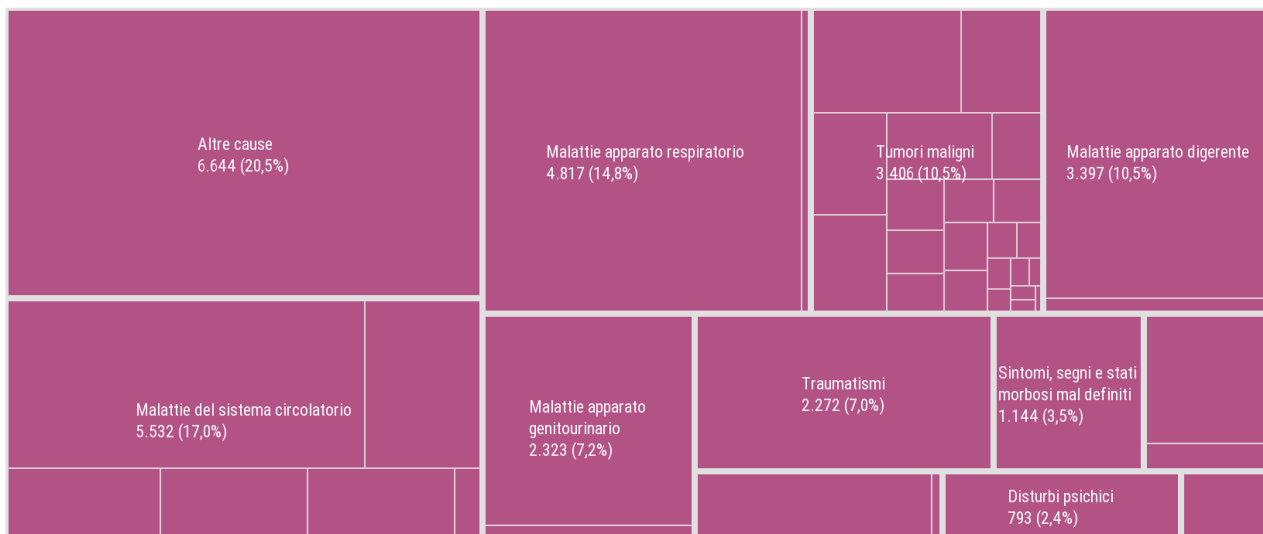 Altre cause
6.644 (20,5%)
Malattie apparato respiratorio
4.817 (14,8%)
Tumori maligni
3.406 (10,5%)
Malattie apparato digerente
3.397 (10,5%)
Malattie del sistema circolatorio
5.532 (17,0%)
Malattie apparato
genitourinario
2.323 (7,2%)
Traumatismi
2.272 (7,0%)
Sintomi, segni e stati
morbosi mal definiti
1.144 (3,5%)
Disturbi psichici
793 (2,4%)